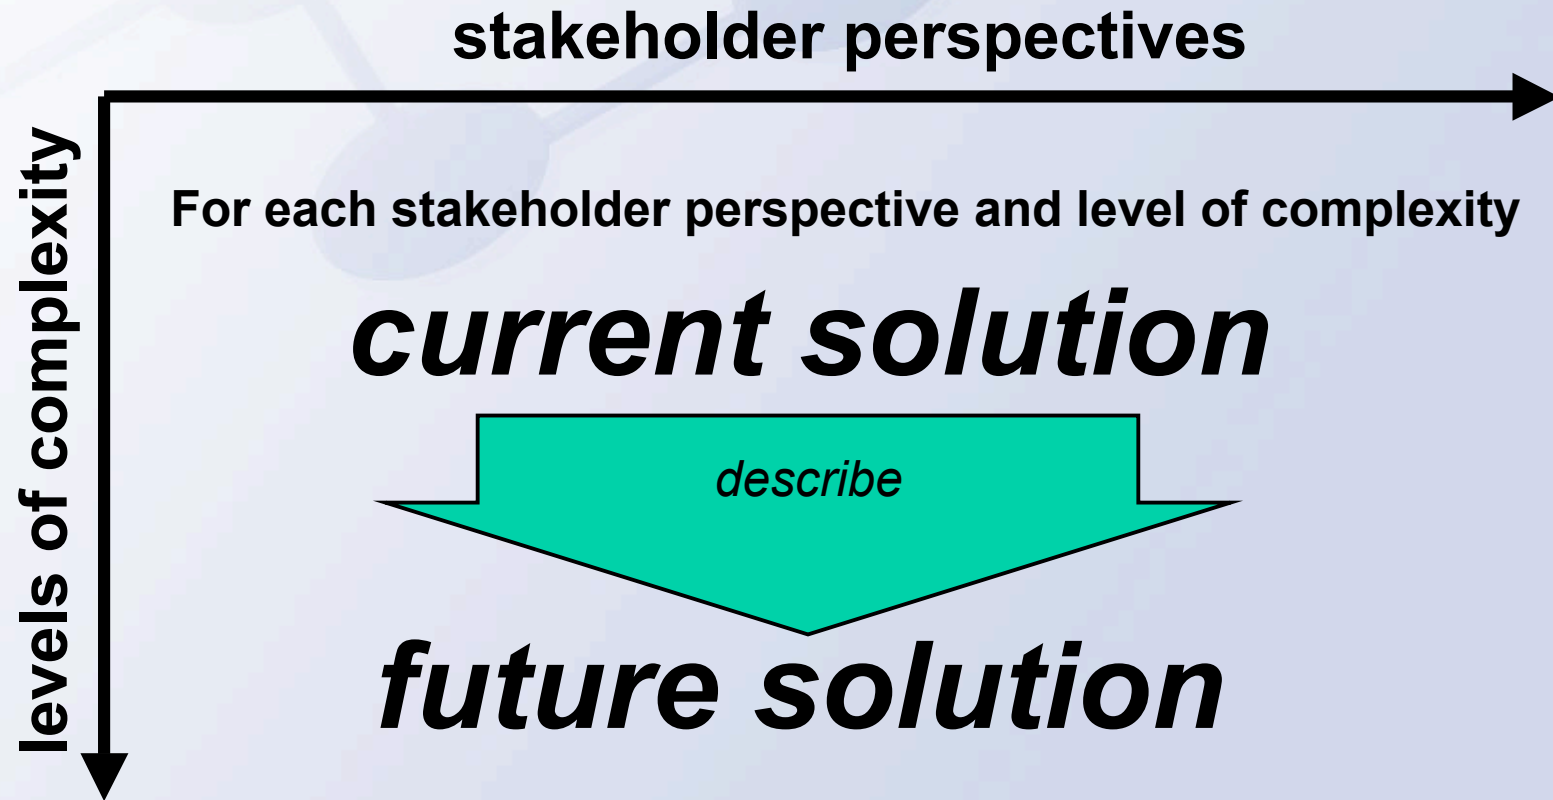 stakeholder perspectives
levels of complexity
For each stakeholder perspective and level of complexity
current solution
describe
future solution